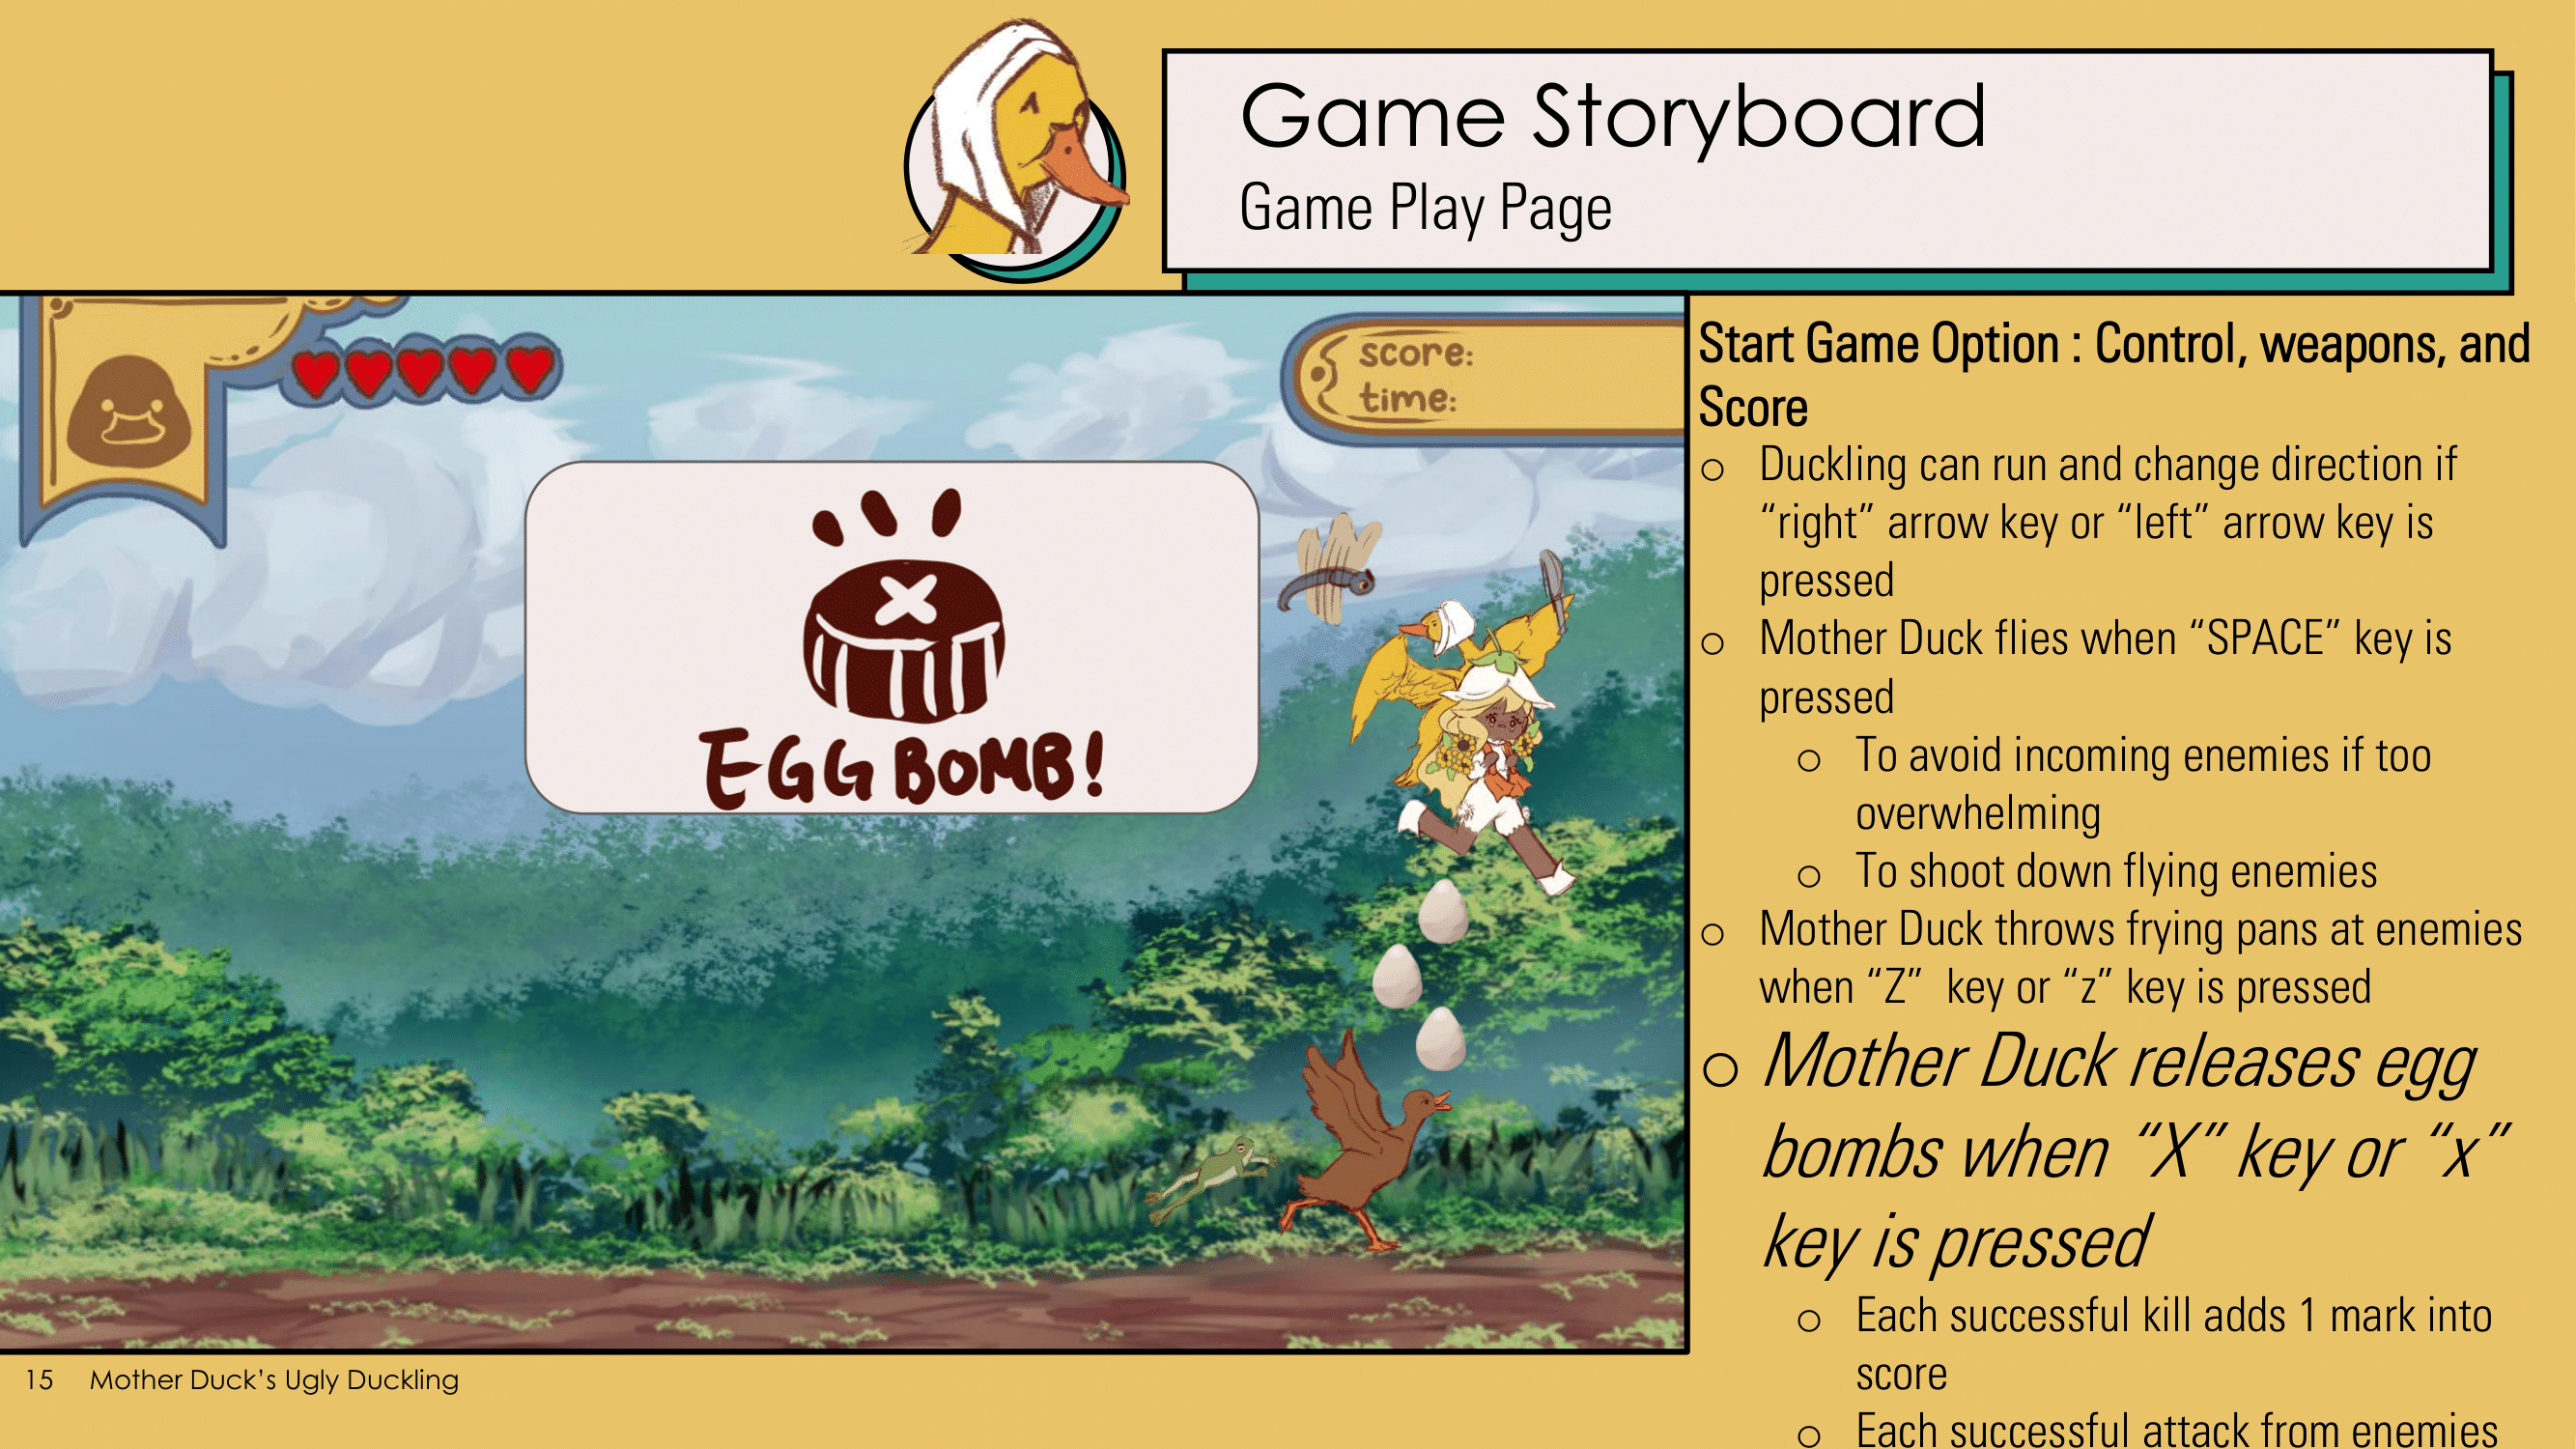 Game Storyboard
Game Play Page
score:
time:
EGG BOMB!
Start Game Option : Control, weapons, and
Score
○ Duckling can run and change direction if
“right” arrow key or “left” arrow key is
pressed
○ Mother Duck flies when “SPACE” key is
pressed
○ To avoid incoming enemies if too
overwhelming
○ To shoot down flying enemies
○ Mother Duck throws frying pans at enemies
when “Z”  key or “z” key is pressed
○ Mother Duck releases egg
bombs when “X” key or “x”
key is pressed
○ Each successful kill adds 1 mark into
score
○ Each successful attack from enemies
15 Mother Duck’s Ugly Duckling